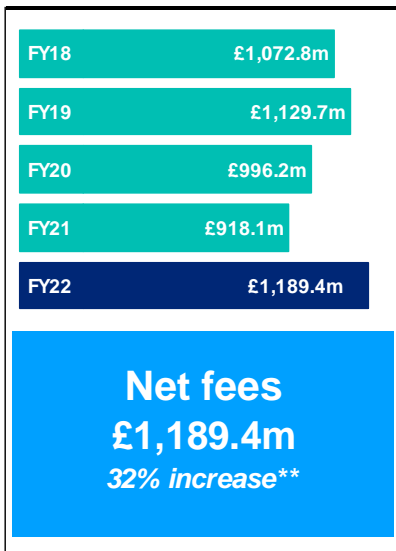 FY18 £1,072.8m
FY19 £1,129.7m
FY20 £996.2m
FY21 £918.1m
FY22 £1,189.4m
Net fees
£1,189.4m
32% increase**